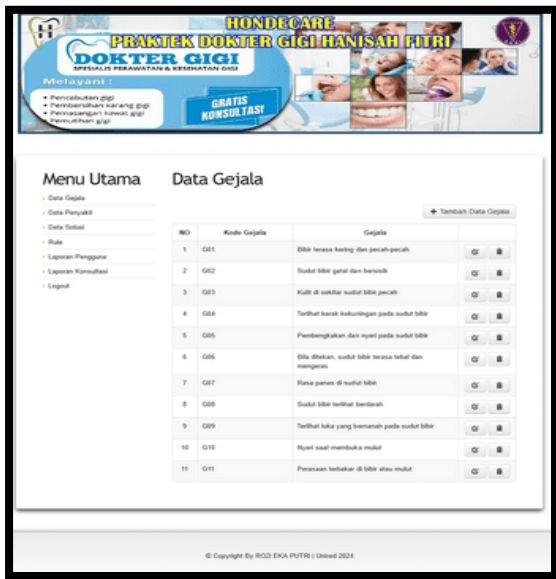 HONDECARE
PRAKTEK DOKTER GIGI HANISAH FITRI
DOKTER GIGI
SPESIALIS PERAWATAN & KESEHATAN GIGI
Melayani :
• Pencabutan gigi
• Pembersihan karang gigi
• Pemasangan kawat gigi
• Pemutihan gigi
GRATIS
KONSULTASI
Menu Utama
Data Gejala
Data Penyakit
Data Solusi
Rule
Laporan Pengguna
Laporan Konsultasi
Logout
Data Gejala
+ Tambah Data Gejala
NO Kode Gejala Gejala
1 G01 Bibir terasa kering dan pecah-pecah
2 G02 Sudut bibir gatal dan bersisik
3 G03 Kulit di sekitar sudut bibir pecah
4 G04 Terlihat kerak kekuningan pada sudut bibir
5 G05 Pembengkakan dan nyeri pada sudut bibir
6 G06 Bila ditekan, sudut bibir terasa tebal dan
mengeras
7 G07 Rasa panas di sudut bibir
8 G08 Sudut bibir terlihat berdarah
9 G09 Terlihat luka yang bernanah pada sudut bibir
10 G10 Nyeri saat membuka mulut
11 G11 Perasaan terbakar di bibir atau mulut
© Copyright By ROZI EKA PUTRI | Unived 2024